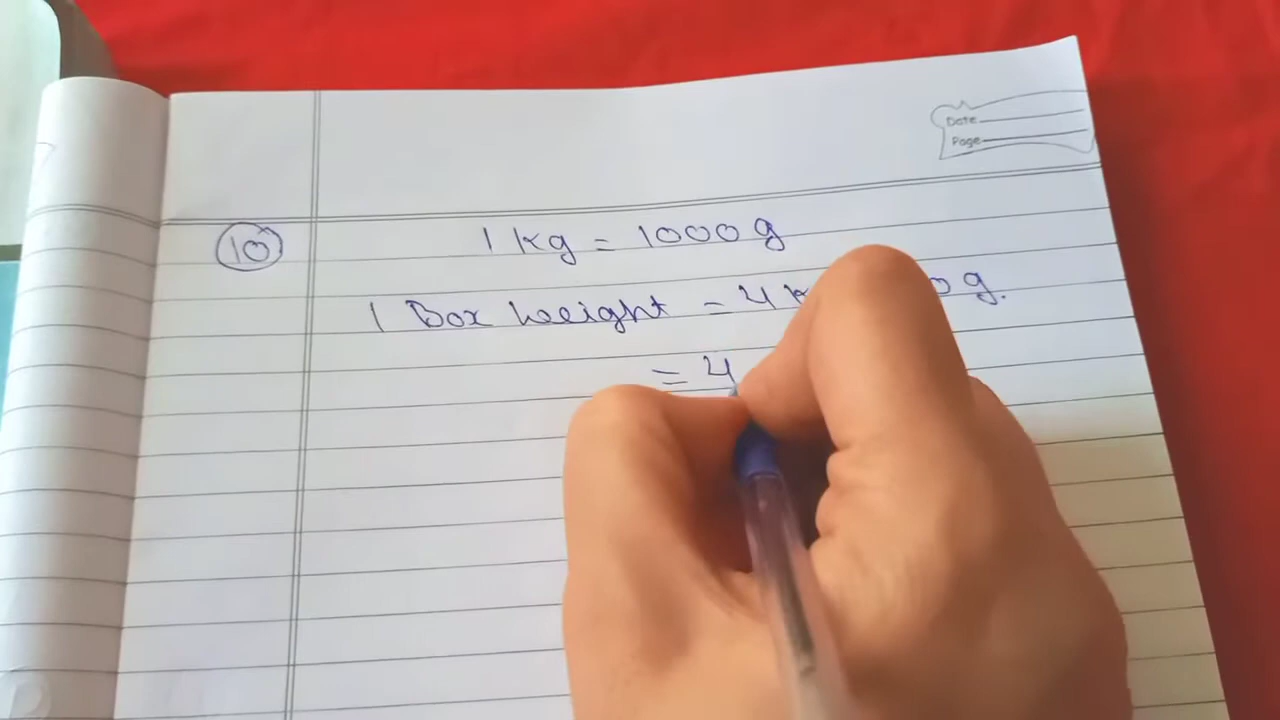 Date
Page
10 1 kg = 1000 g
1 Box weight = 4 g.
= 4